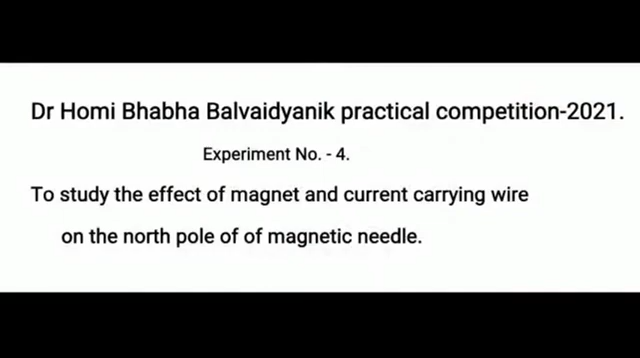 Dr Homi Bhabha Balvaidyanik practical competition-2021.
Experiment No. - 4.
To study the effect of magnet and current carrying wire
on the north pole of of magnetic needle.